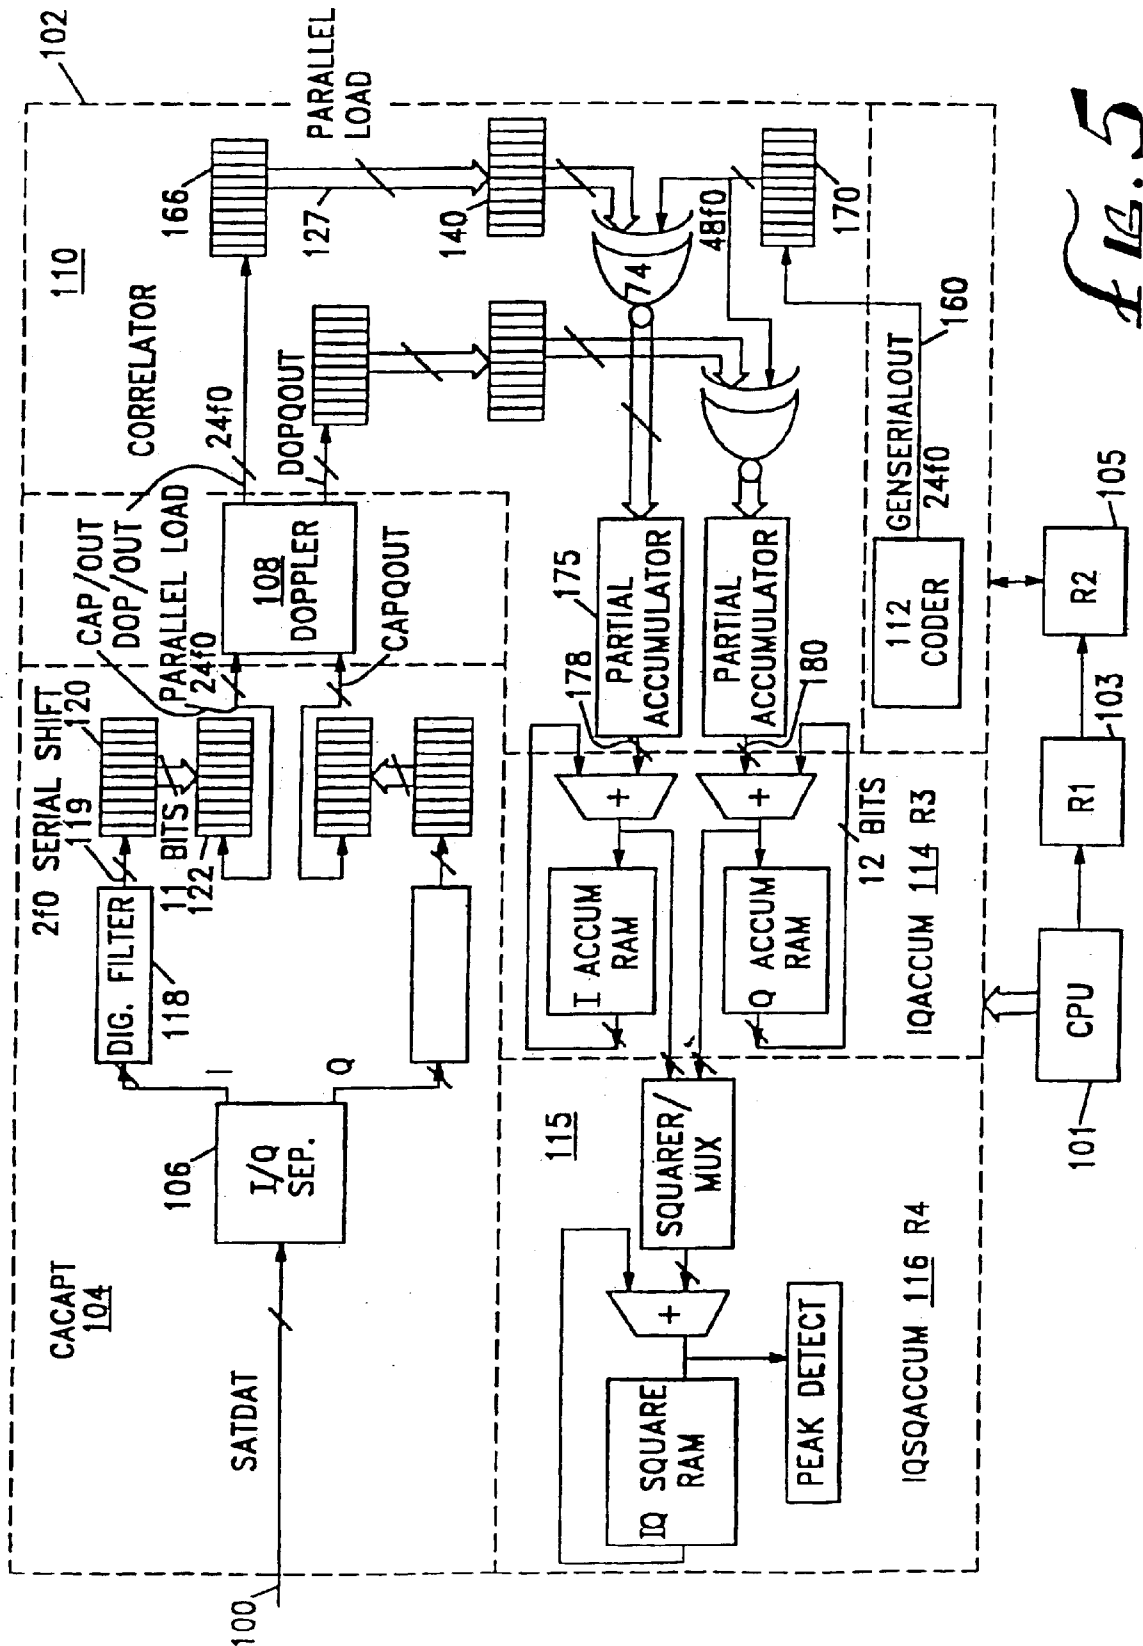 102
100
SATDAT
CACAPT
104
106
I/Q
SEP.
I
Q
DIG. FILTER
118
2f0 SERIAL SHIFT
119
120
11
BITS
122
CAP/OUT
DOP/OUT
PARALLEL LOAD
24f0
108
DOPPLER
CAPQOUT
CORRELATOR
24f0
DOPQOUT
110
166
127
PARALLEL
LOAD
140
74
48f0
170
PARTIAL
ACCUMULATOR
175
178
PARTIAL
ACCUMULATOR
180
112
CODER
GENSERIALOUT
24f0
160
+
+
I ACCUM
RAM
Q ACCUM
RAM
12 BITS
IQACCUM 114 R3
115
SQUARER/
MUX
+
IQ SQUARE
RAM
PEAK DETECT
IQSQACCUM 116 R4
CPU
101
R1
103
R2
105
FIG. 5